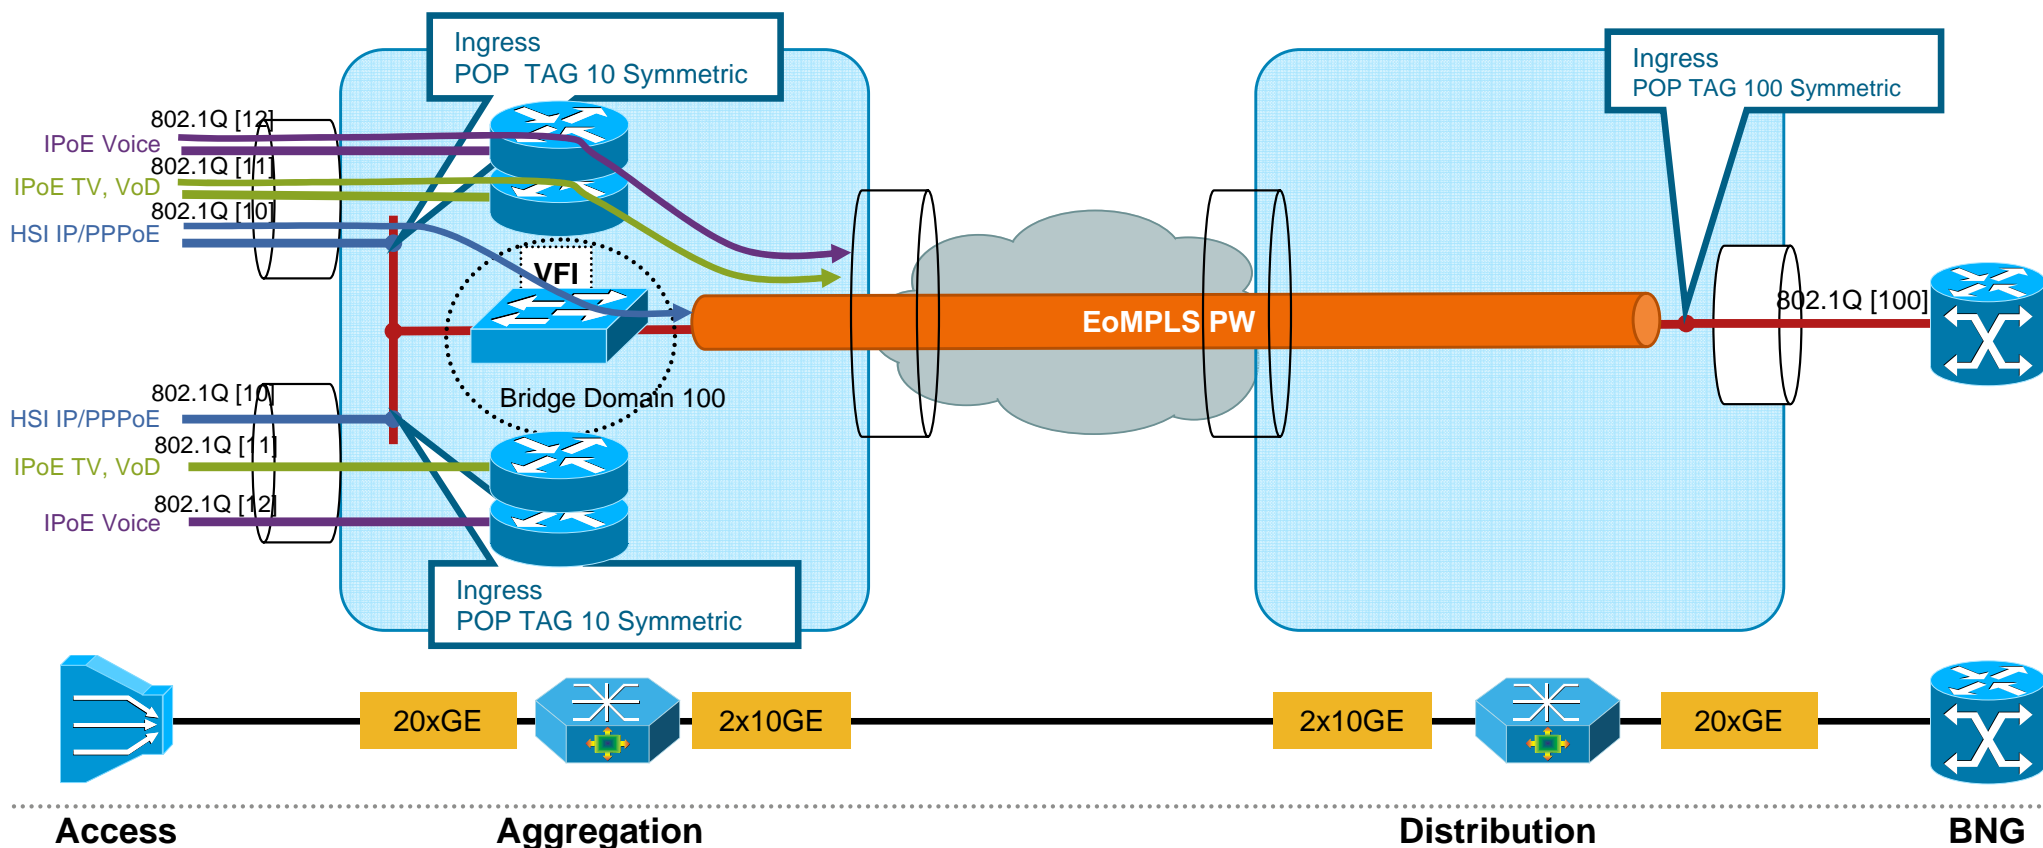 Ingress
POP TAG 10 Symmetric
Ingress
POP TAG 100 Symmetric
802.1Q [12]
IPoE Voice
802.1Q [11]
IPoE TV, VoD
802.1Q [10]
HSI IP/PPPoE
VFI
802.1Q [100]
EoMPLS PW
Bridge Domain 100
802.1Q [10]
HSI IP/PPPoE
802.1Q [11]
IPoE TV, VoD
802.1Q [12]
IPoE Voice
Ingress
POP TAG 10 Symmetric
20xGE
2x10GE
2x10GE
20xGE
Access
Aggregation
Distribution
BNG